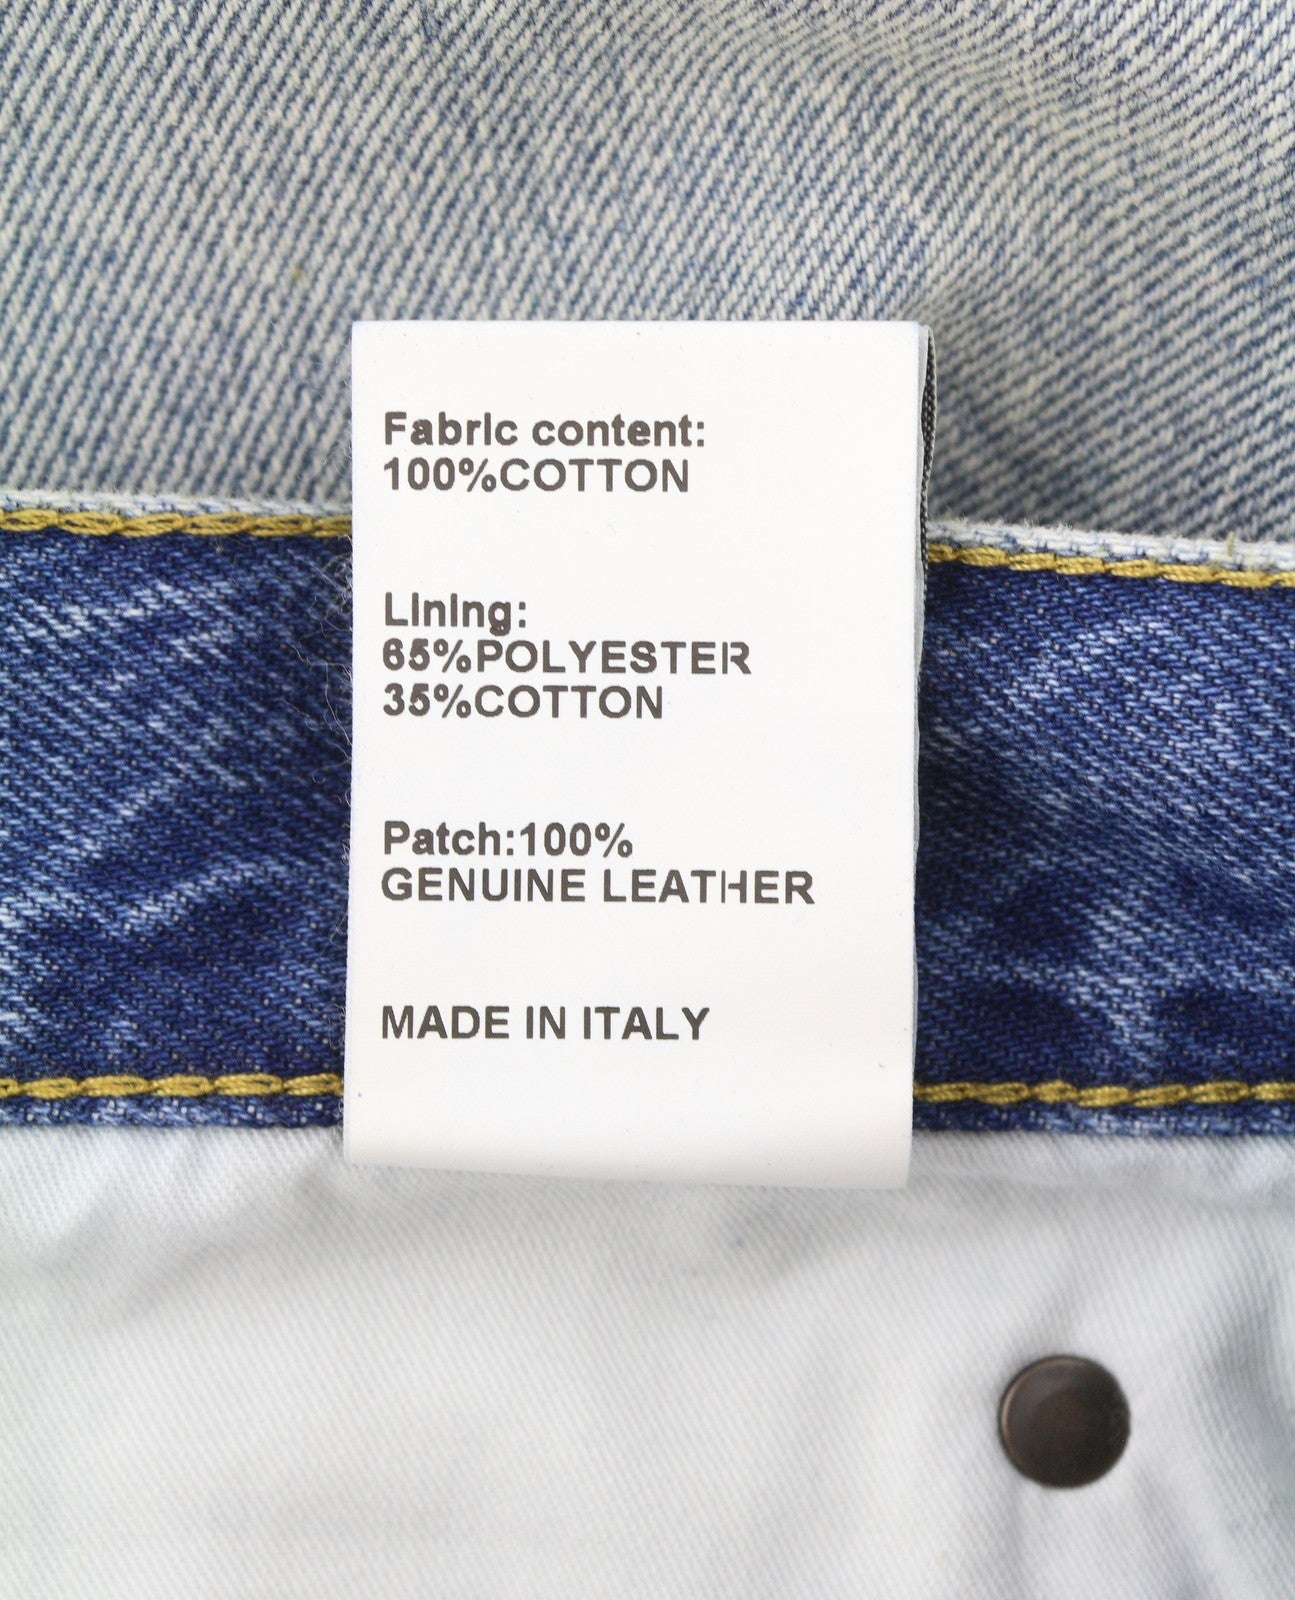 Fabric content:
100%COTTON
Lining:
65%POLYESTER
35%COTTON
Patch:100%
GENUINE LEATHER
MADE IN ITALY